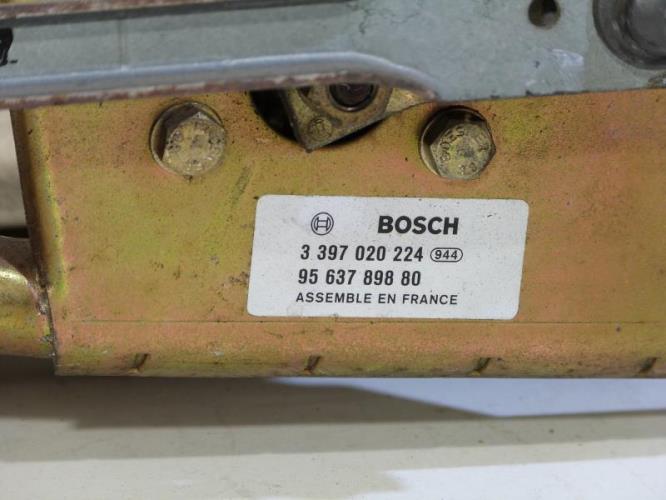 BOSCH
3 397 020 224 944
95 637 898 80
ASSEMBLE EN FRANCE